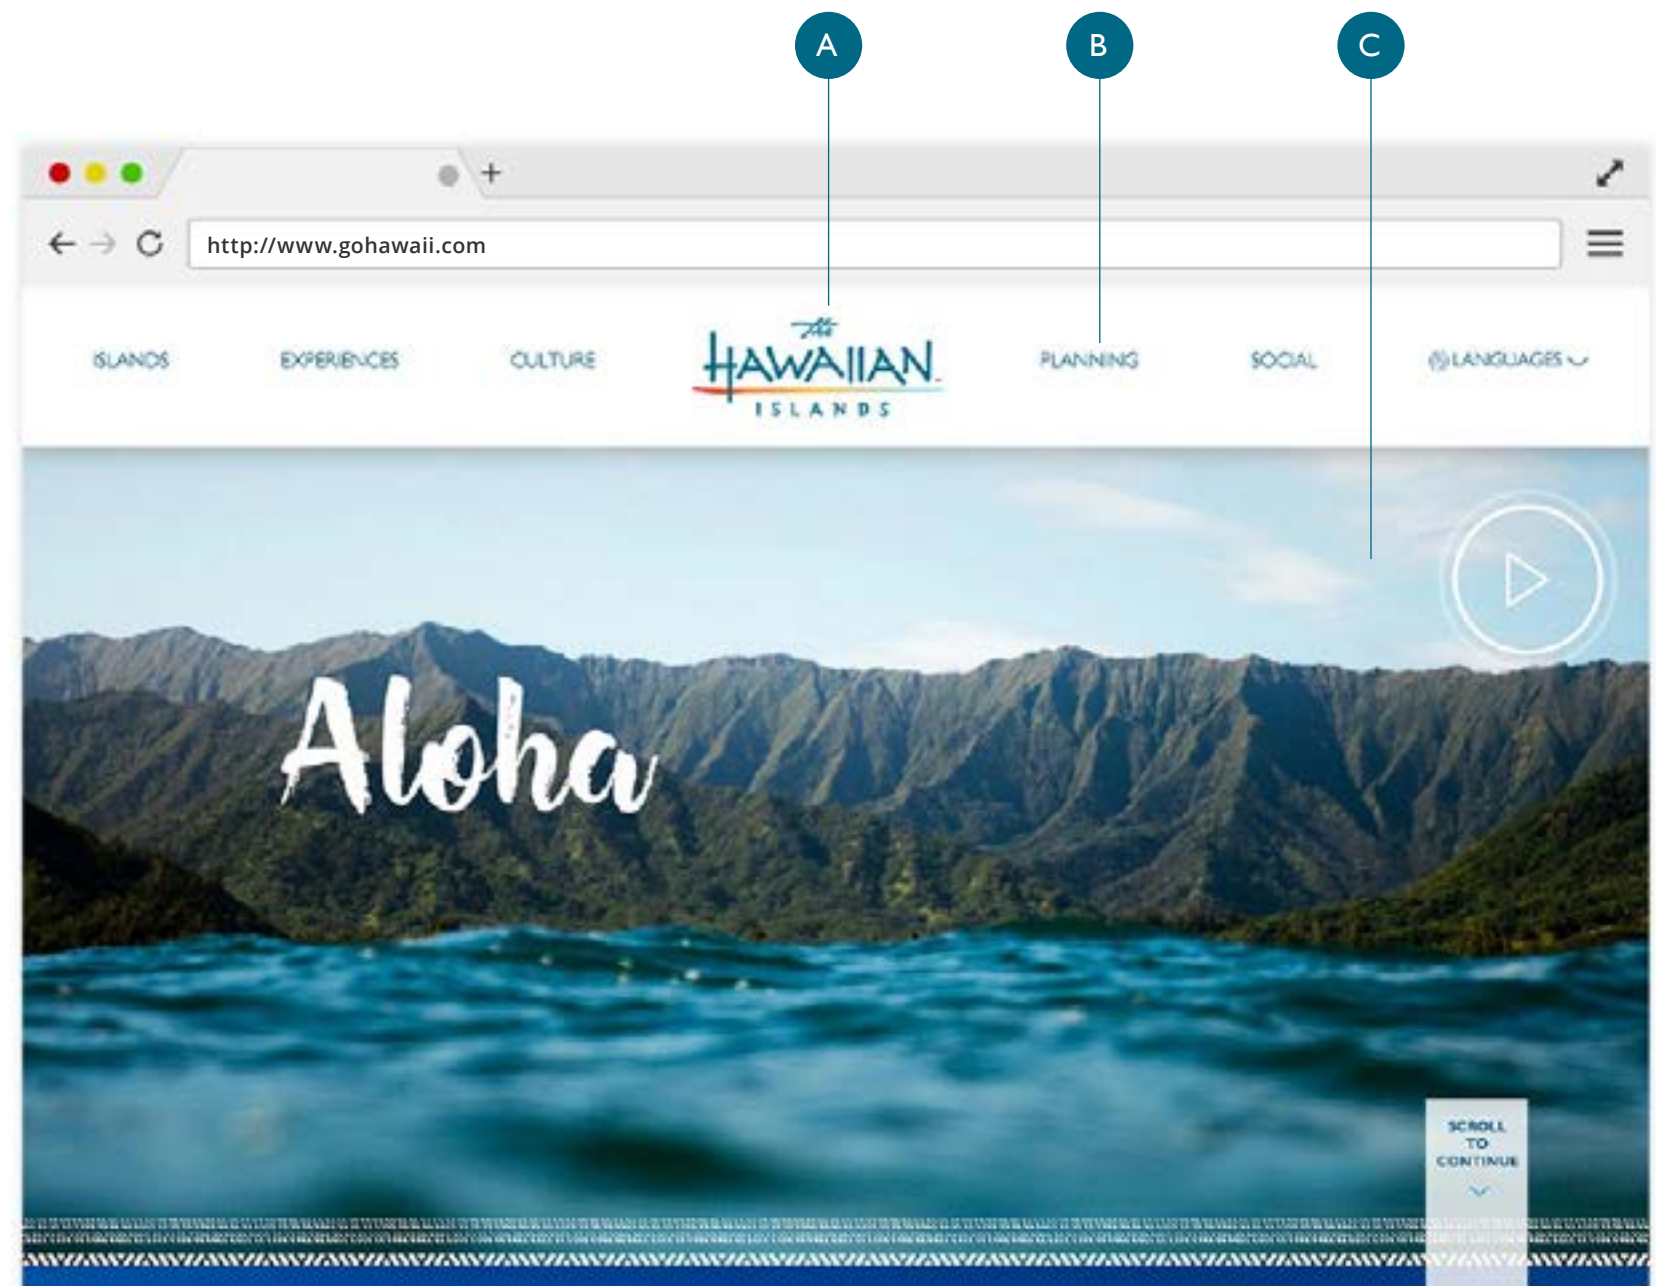 A B C
http://www.gohawaii.com
ISLANDS EXPERIENCES CULTURE The HAWAIIAN ISLANDS PLANNING SOCIAL LANGUAGES
Aloha
SCROLL
TO
CONTINUE